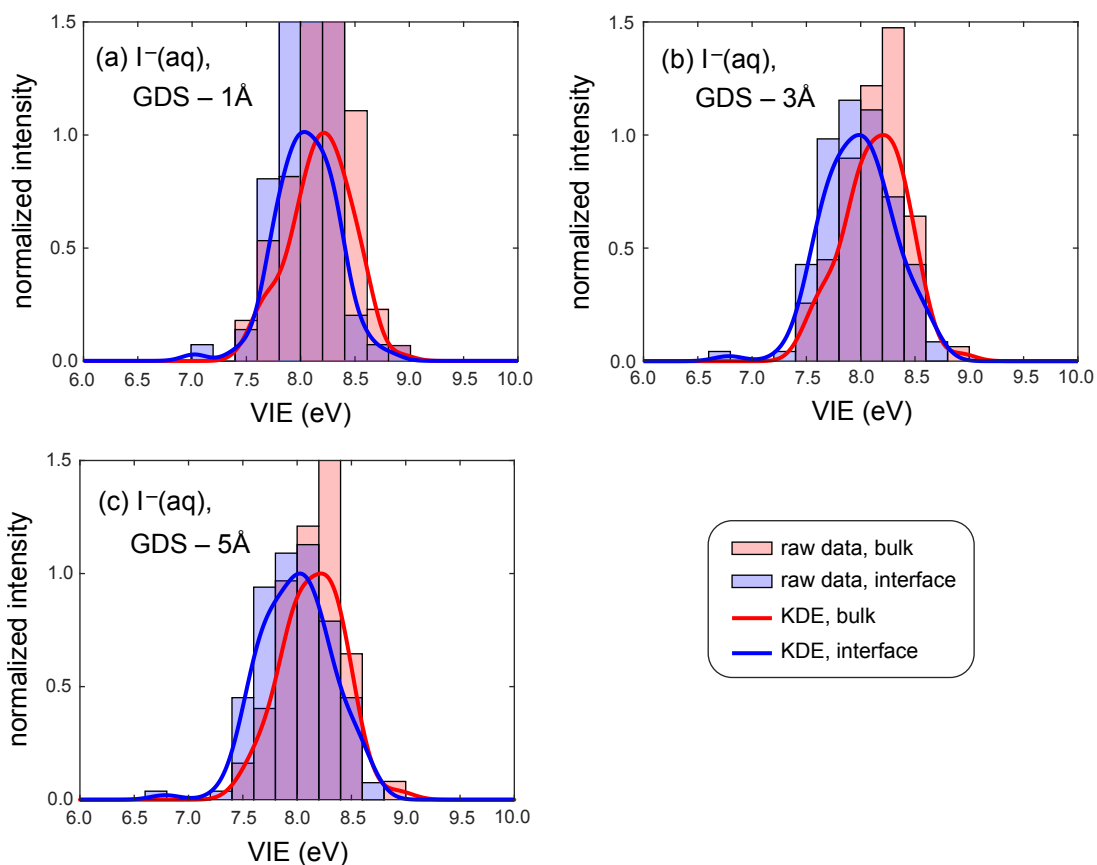 (a) I⁻(aq),
GDS – 1Å
normalized intensity
1.5
1.0
0.5
0.0
6.0 6.5 7.0 7.5 8.0 8.5 9.0 9.5 10.0
VIE (eV)
(b) I⁻(aq),
GDS – 3Å
normalized intensity
1.5
1.0
0.5
0.0
6.0 6.5 7.0 7.5 8.0 8.5 9.0 9.5 10.0
VIE (eV)
(c) I⁻(aq),
GDS – 5Å
normalized intensity
1.5
1.0
0.5
0.0
6.0 6.5 7.0 7.5 8.0 8.5 9.0 9.5 10.0
VIE (eV)
raw data, bulk
raw data, interface
KDE, bulk
KDE, interface